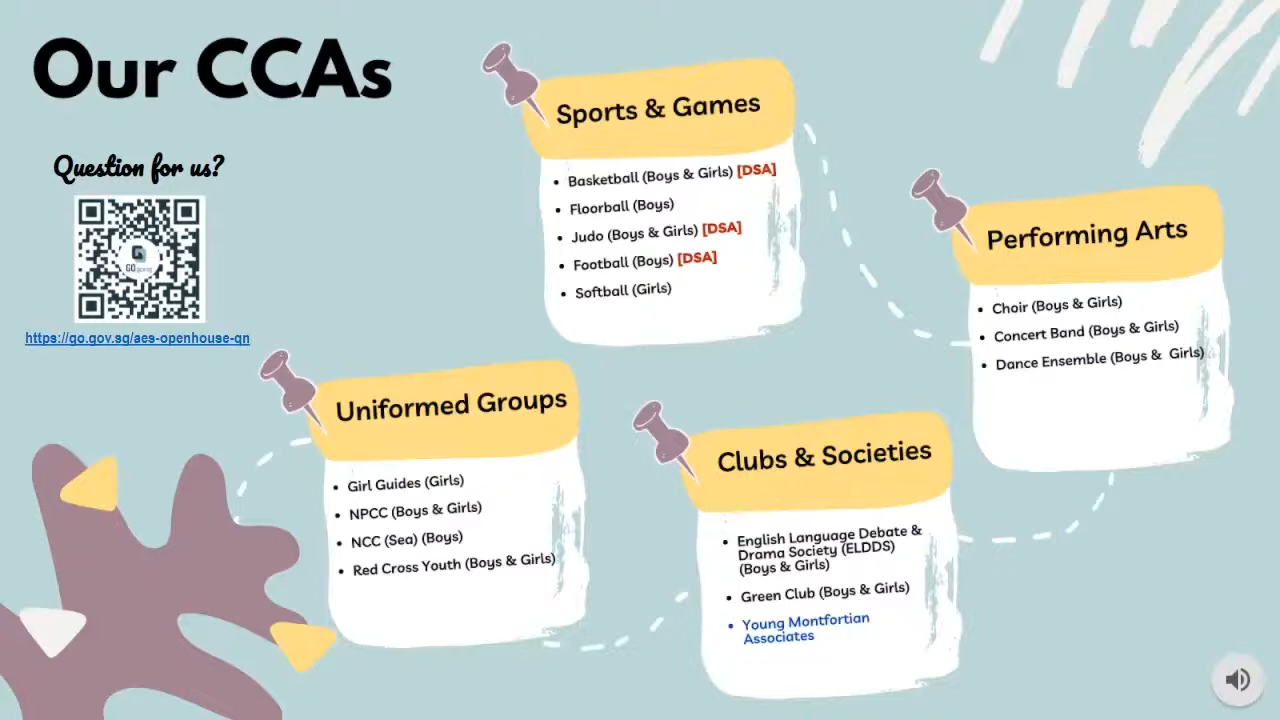 Our CCAs
Question for us?
GO.gov.sg
https://go.gov.sg/aes-openhouse-qn
Sports & Games
• Basketball (Boys & Girls) [DSA]
• Floorball (Boys)
• Judo (Boys & Girls) [DSA]
• Football (Boys) [DSA]
• Softball (Girls)
Performing Arts
• Choir (Boys & Girls)
• Concert Band (Boys & Girls)
• Dance Ensemble (Boys & Girls)
Uniformed Groups
• Girl Guides (Girls)
• NPCC (Boys & Girls)
• NCC (Sea) (Boys)
• Red Cross Youth (Boys & Girls)
Clubs & Societies
• English Language Debate &
Drama Society (ELDDS)
(Boys & Girls)
• Green Club (Boys & Girls)
• Young Montfortian
Associates